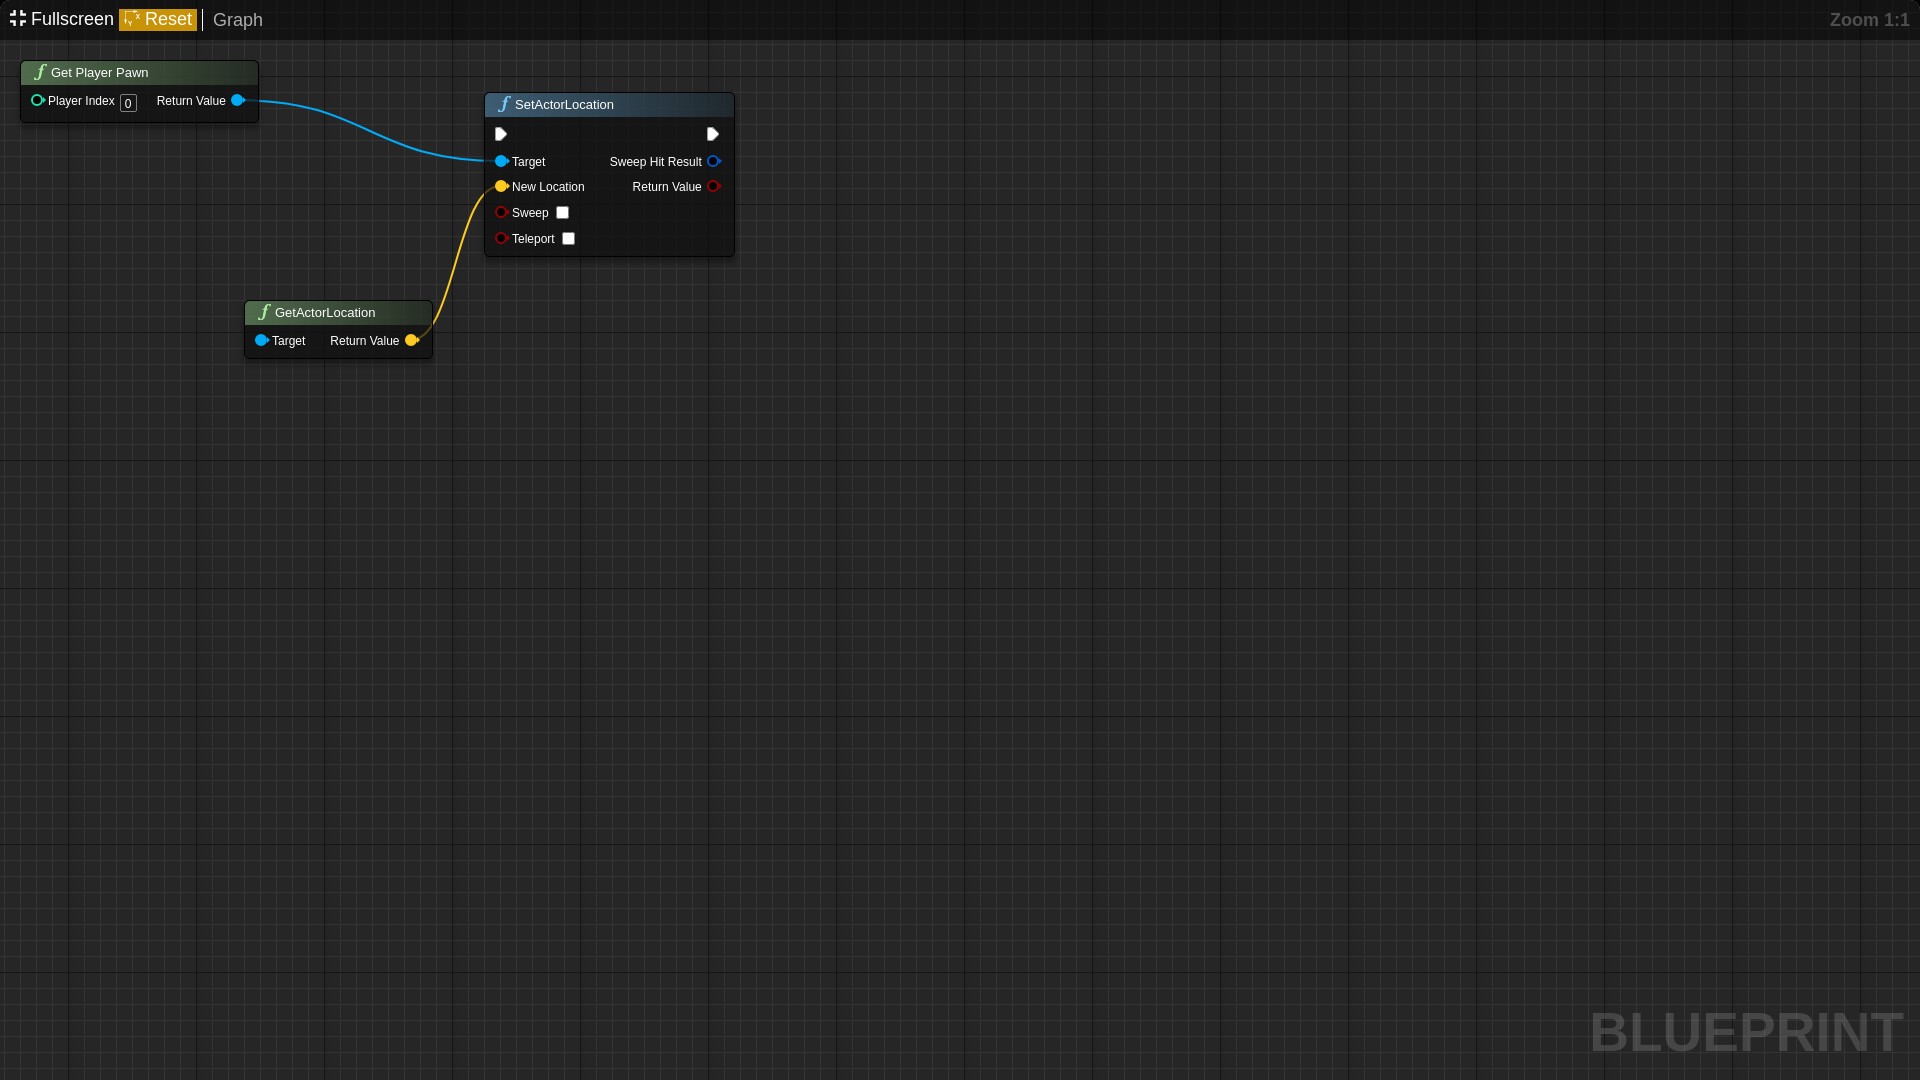 Fullscreen Reset Graph Zoom 1:1
f Get Player Pawn
Player Index 0 Return Value
f SetActorLocation
Target Sweep Hit Result
New Location Return Value
Sweep
Teleport
f GetActorLocation
Target Return Value
BLUEPRINT